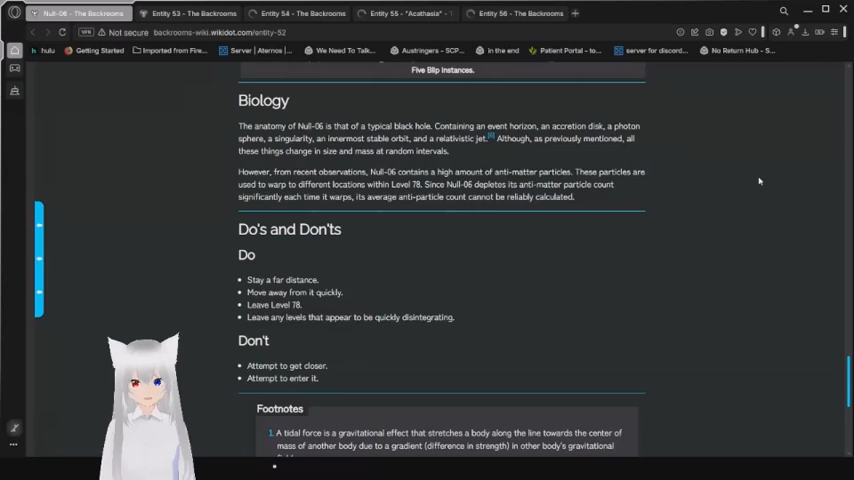 Null-06 - The Backrooms
Entity 53 - The Backrooms
Entity 54 - The Backrooms
Entity 55 - "Acathasia" - T
Entity 56 - The Backrooms
VPN
Not secure
backrooms-wiki.wikidot.com/entity-52
hulu
Getting Started
Imported from Fire...
Server | Aternos |...
We Need To Talk...
Austringers - SCP...
in the end
Patient Portal - to...
server for discord...
No Return Hub - S...
Five Blip Instances.
Biology
The anatomy of Null-06 is that of a typical black hole. Containing an event horizon, an accretion disk, a photon
sphere, a singularity, an innermost stable orbit, and a relativistic jet.[6] Although, as previously mentioned, all
these things change in size and mass at random intervals.
However, from recent observations, Null-06 contains a high amount of anti-matter particles. These particles are
used to warp to different locations within Level 78. Since Null-06 depletes its anti-matter particle count
significantly each time it warps, its average anti-particle count cannot be reliably calculated.
Do's and Don'ts
Do
• Stay a far distance.
• Move away from it quickly.
• Leave Level 78.
• Leave any levels that appear to be quickly disintegrating.
Don't
• Attempt to get closer.
• Attempt to enter it.
Footnotes
1. A tidal force is a gravitational effect that stretches a body along the line towards the center of
mass of another body due to a gradient (difference in strength) in other body's gravitational